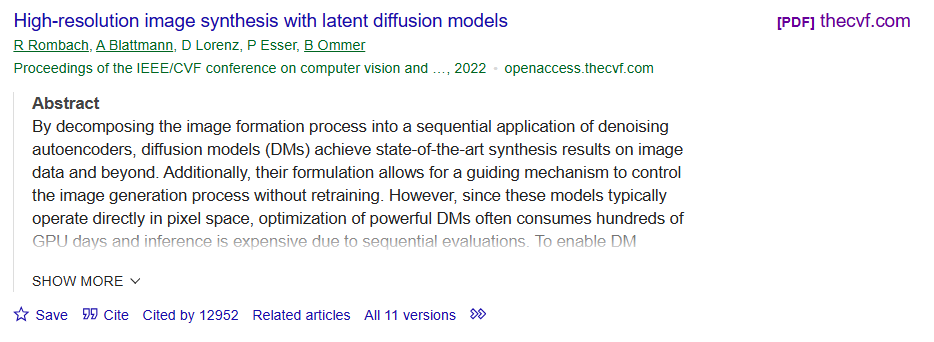 High-resolution image synthesis with latent diffusion models
[PDF] thecvf.com
R Rombach, A Blattmann, D Lorenz, P Esser, B Ommer
Proceedings of the IEEE/CVF conference on computer vision and …, 2022 • openaccess.thecvf.com
Abstract
By decomposing the image formation process into a sequential application of denoising
autoencoders, diffusion models (DMs) achieve state-of-the-art synthesis results on image
data and beyond. Additionally, their formulation allows for a guiding mechanism to control
the image generation process without retraining. However, since these models typically
operate directly in pixel space, optimization of powerful DMs often consumes hundreds of
GPU days and inference is expensive due to sequential evaluations. To enable DM
SHOW MORE
Save Cite Cited by 12952 Related articles All 11 versions